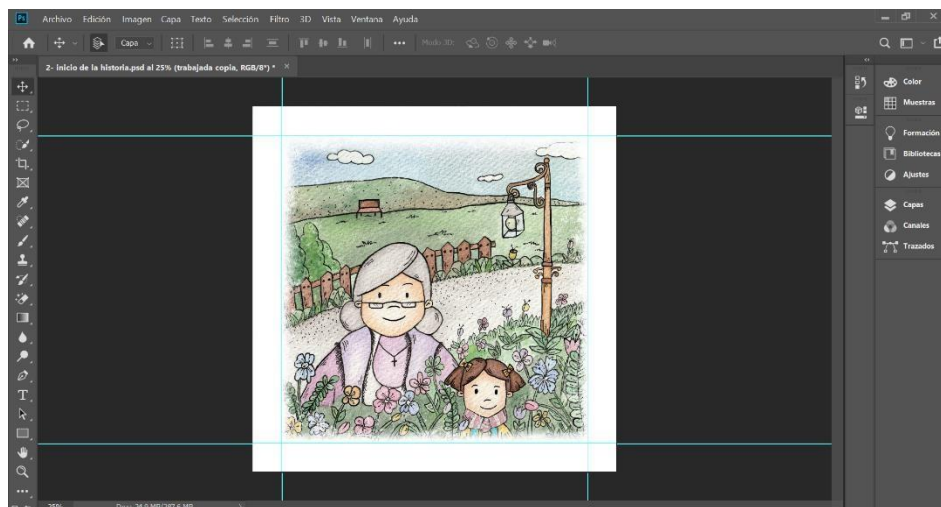 Ps Archivo Edición Imagen Capa Texto Selección Filtro 3D Vista Ventana Ayuda
Capa Modo 3D:
2- inicio de la historia.psd al 25% (trabajada copia, RGB/8*) * ×
Color
Muestras
Formación
Bibliotecas
Ajustes
Capas
Canales
Trazados
25%